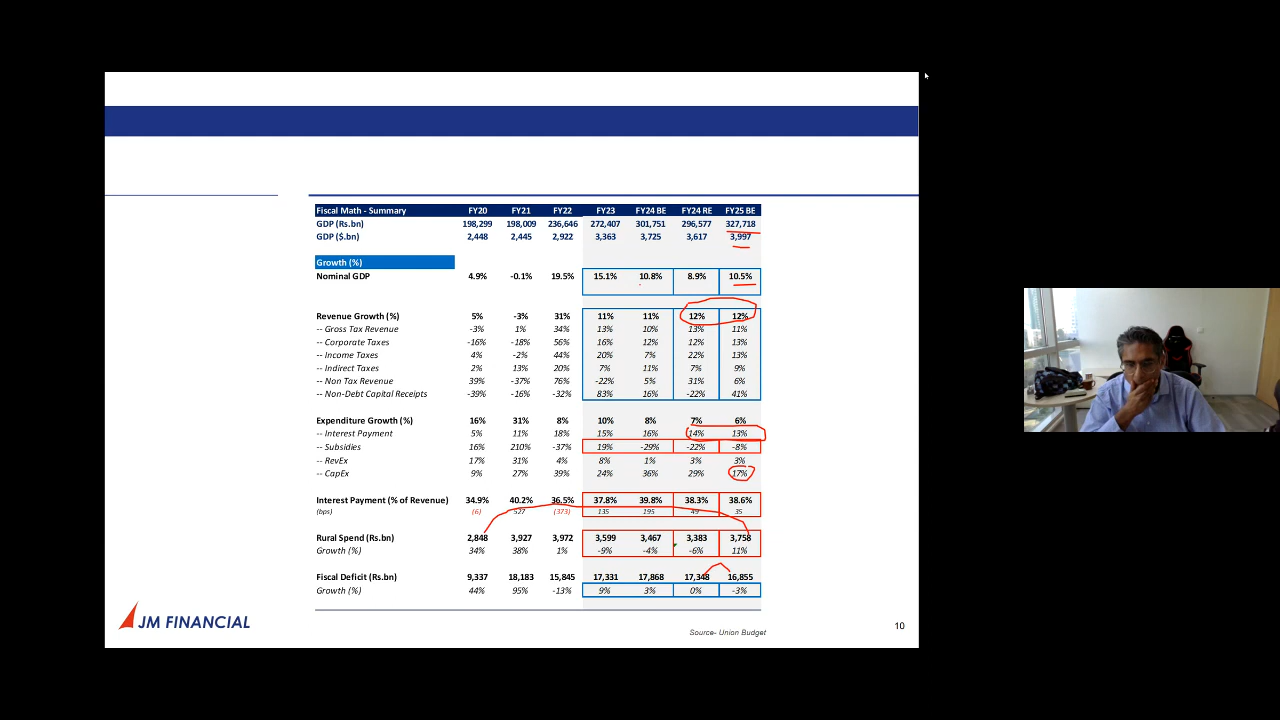 Fiscal Math - Summary FY20 FY21 FY22 FY23 FY24 BE FY24 RE FY25 BE
GDP (Rs.bn) 198,299 198,009 236,646 272,407 301,751 296,577 327,718
GDP ($.bn) 2,448 2,445 2,922 3,363 3,725 3,617 3,997
Growth (%)
Nominal GDP 4.9% -0.1% 19.5% 15.1% 10.8% 8.9% 10.5%
Revenue Growth (%) 5% -3% 31% 11% 11% 12% 12%
-- Gross Tax Revenue -3% 1% 34% 13% 10% 13% 11%
-- Corporate Taxes -16% -18% 56% 16% 12% 12% 13%
-- Income Taxes 4% -2% 44% 20% 7% 22% 13%
-- Indirect Taxes 2% 13% 20% 7% 11% 7% 9%
-- Non Tax Revenue 39% -37% 76% -22% 5% 31% 6%
-- Non-Debt Capital Receipts -39% -16% -32% 83% 16% -22% 41%
Expenditure Growth (%) 16% 31% 8% 10% 8% 7% 6%
-- Interest Payment 5% 11% 18% 15% 16% 14% 13%
-- Subsidies 16% 210% -37% 19% -29% -22% -8%
-- RevEx 17% 31% 4% 8% 1% 3% 3%
-- CapEx 9% 27% 39% 24% 36% 29% 17%
Interest Payment (% of Revenue) 34.9% 40.2% 36.5% 37.8% 39.8% 38.3% 38.6%
(bps) (6) 527 (373) 135 195 49 35
Rural Spend (Rs.bn) 2,848 3,927 3,972 3,599 3,467 3,383 3,758
Growth (%) 34% 38% 1% -9% -4% -6% 11%
Fiscal Deficit (Rs.bn) 9,337 18,183 15,845 17,331 17,868 17,348 16,855
Growth (%) 44% 95% -13% 9% 3% 0% -3%
JM FINANCIAL
Source- Union Budget
10